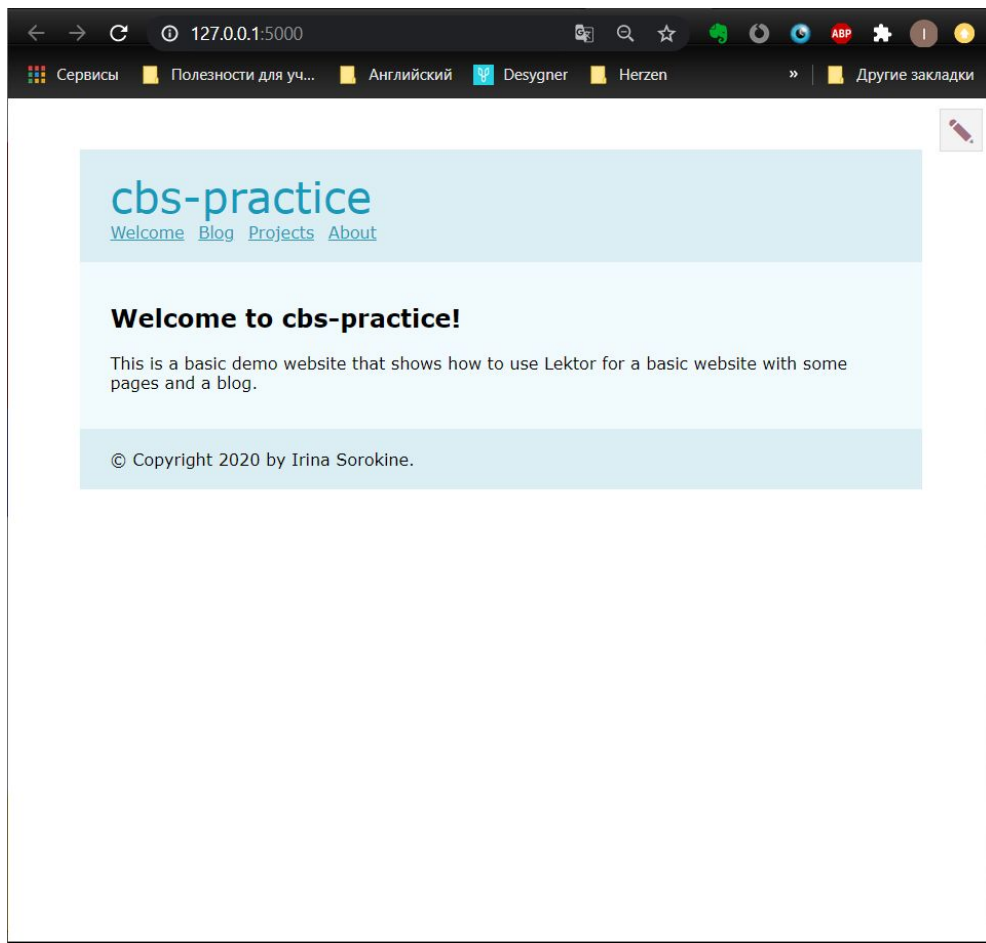 127.0.0.1:5000
ABP
I
Сервисы Полезности для уч... Английский Desygner Herzen » Другие закладки
cbs-practice
Welcome Blog Projects About
Welcome to cbs-practice!
This is a basic demo website that shows how to use Lektor for a basic website with some
pages and a blog.
© Copyright 2020 by Irina Sorokine.